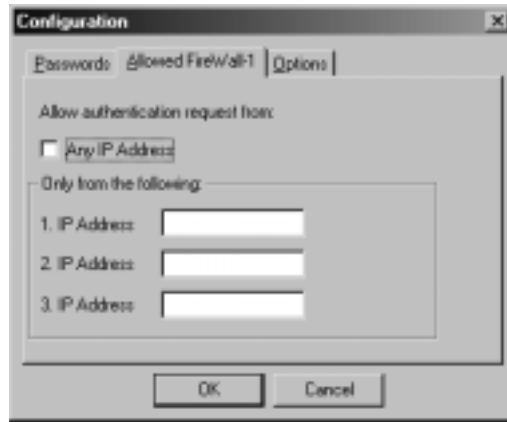 Configuration
Passwords Allowed FireWall-1 Options
Allow authentication request from:
Any IP Address
Only from the following:
1. IP Address
2. IP Address
3. IP Address
OK Cancel